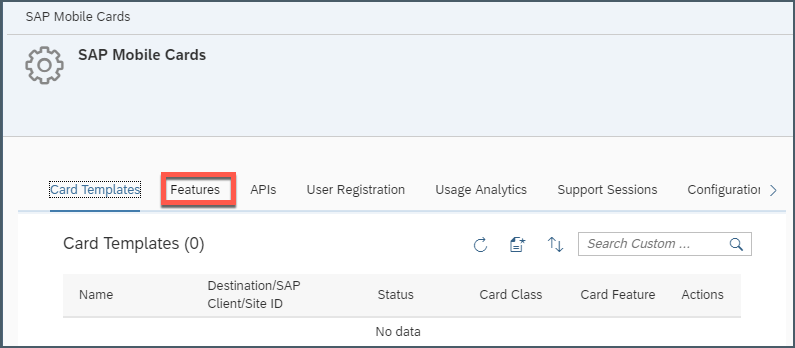 SAP Mobile Cards
SAP Mobile Cards
Card Templates Features APIs User Registration Usage Analytics Support Sessions Configuration
Card Templates (0)
Search Custom ...
Name Destination/SAP Client/Site ID Status Card Class Card Feature Actions
No data